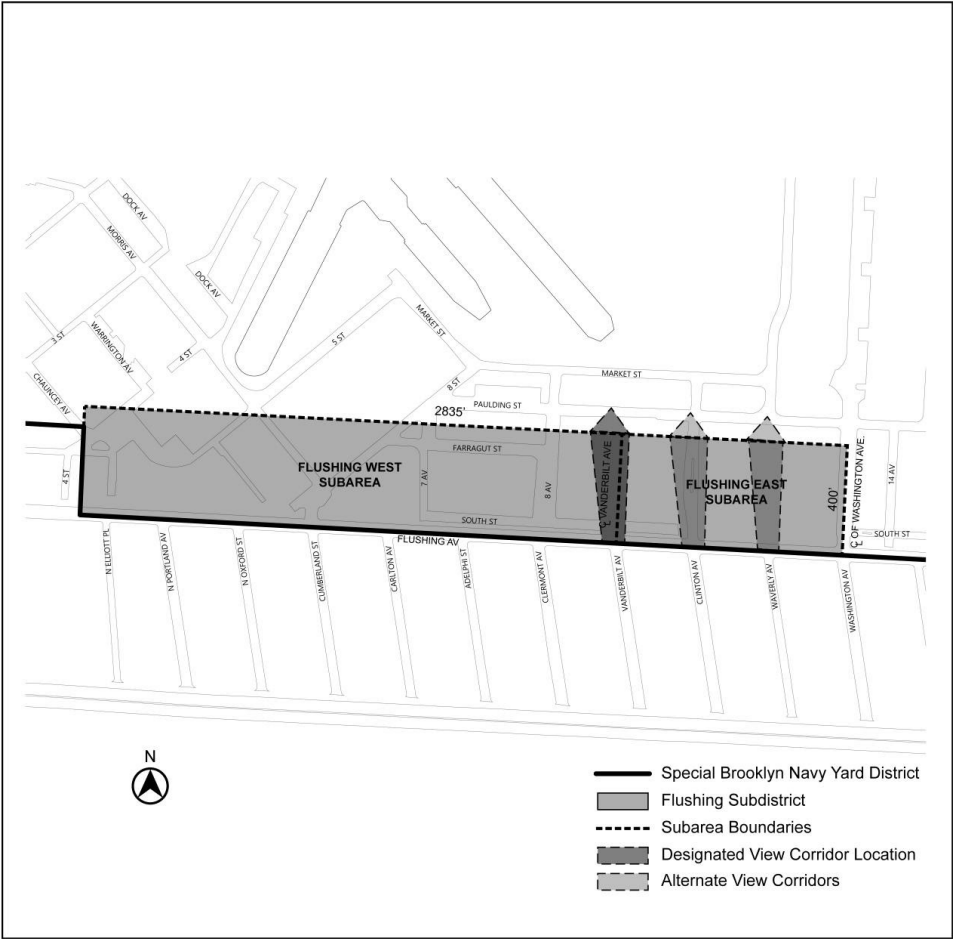 DOCK AV
MORRIS AV
DOCK AV
3 ST
WARRINGTON AV
4 ST
5 ST
MARKET ST
CHAUNCEY AV
8 ST
MARKET ST
PAULDING ST
2835'
FARRAGUT ST
FLUSHING WEST
SUBAREA
4 ST
7 AV
8 AV
℄ VANDERBILT AVE.
FLUSHING EAST
SUBAREA
400'
℄ OF WASHINGTON AVE.
14 AV
SOUTH ST
SOUTH ST
FLUSHING AV
N ELLIOTT PL
N PORTLAND AV
N OXFORD ST
CUMBERLAND ST
CARLTON AV
ADELPHI ST
CLERMONT AV
VANDERBILT AV
CLINTON AV
WAVERLY AV
WASHINGTON AV
N
Special Brooklyn Navy Yard District
Flushing Subdistrict
Subarea Boundaries
Designated View Corridor Location
Alternate View Corridors